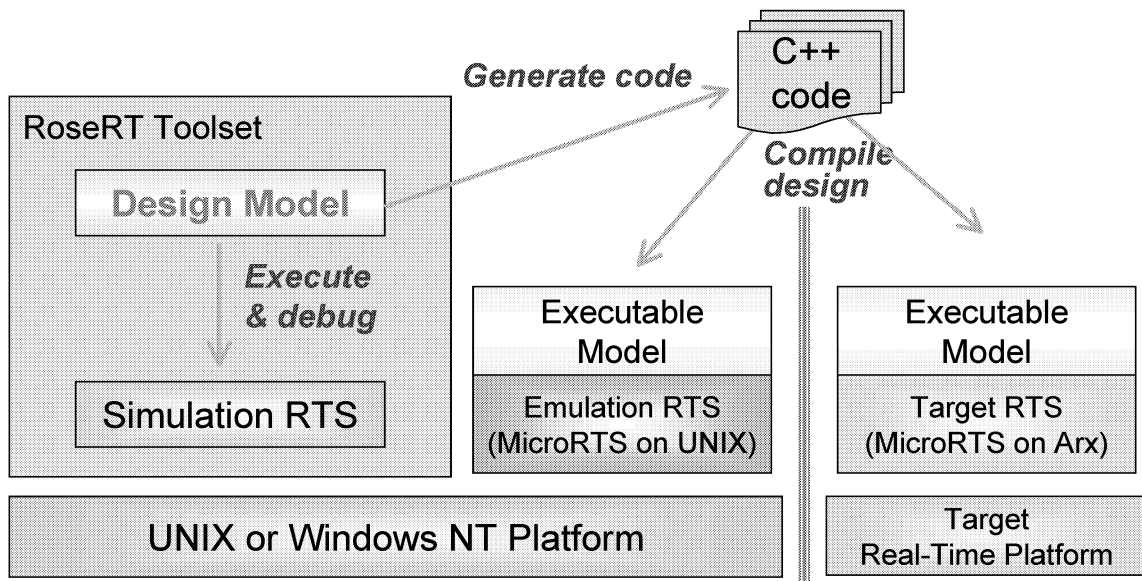 C++
code
Generate code
RoseRT Toolset
Design Model
Compile
design
Execute
& debug
Simulation RTS
Executable
Model
Emulation RTS
(MicroRTS on UNIX)
Executable
Model
Target RTS
(MicroRTS on Arx)
UNIX or Windows NT Platform
Target
Real-Time Platform